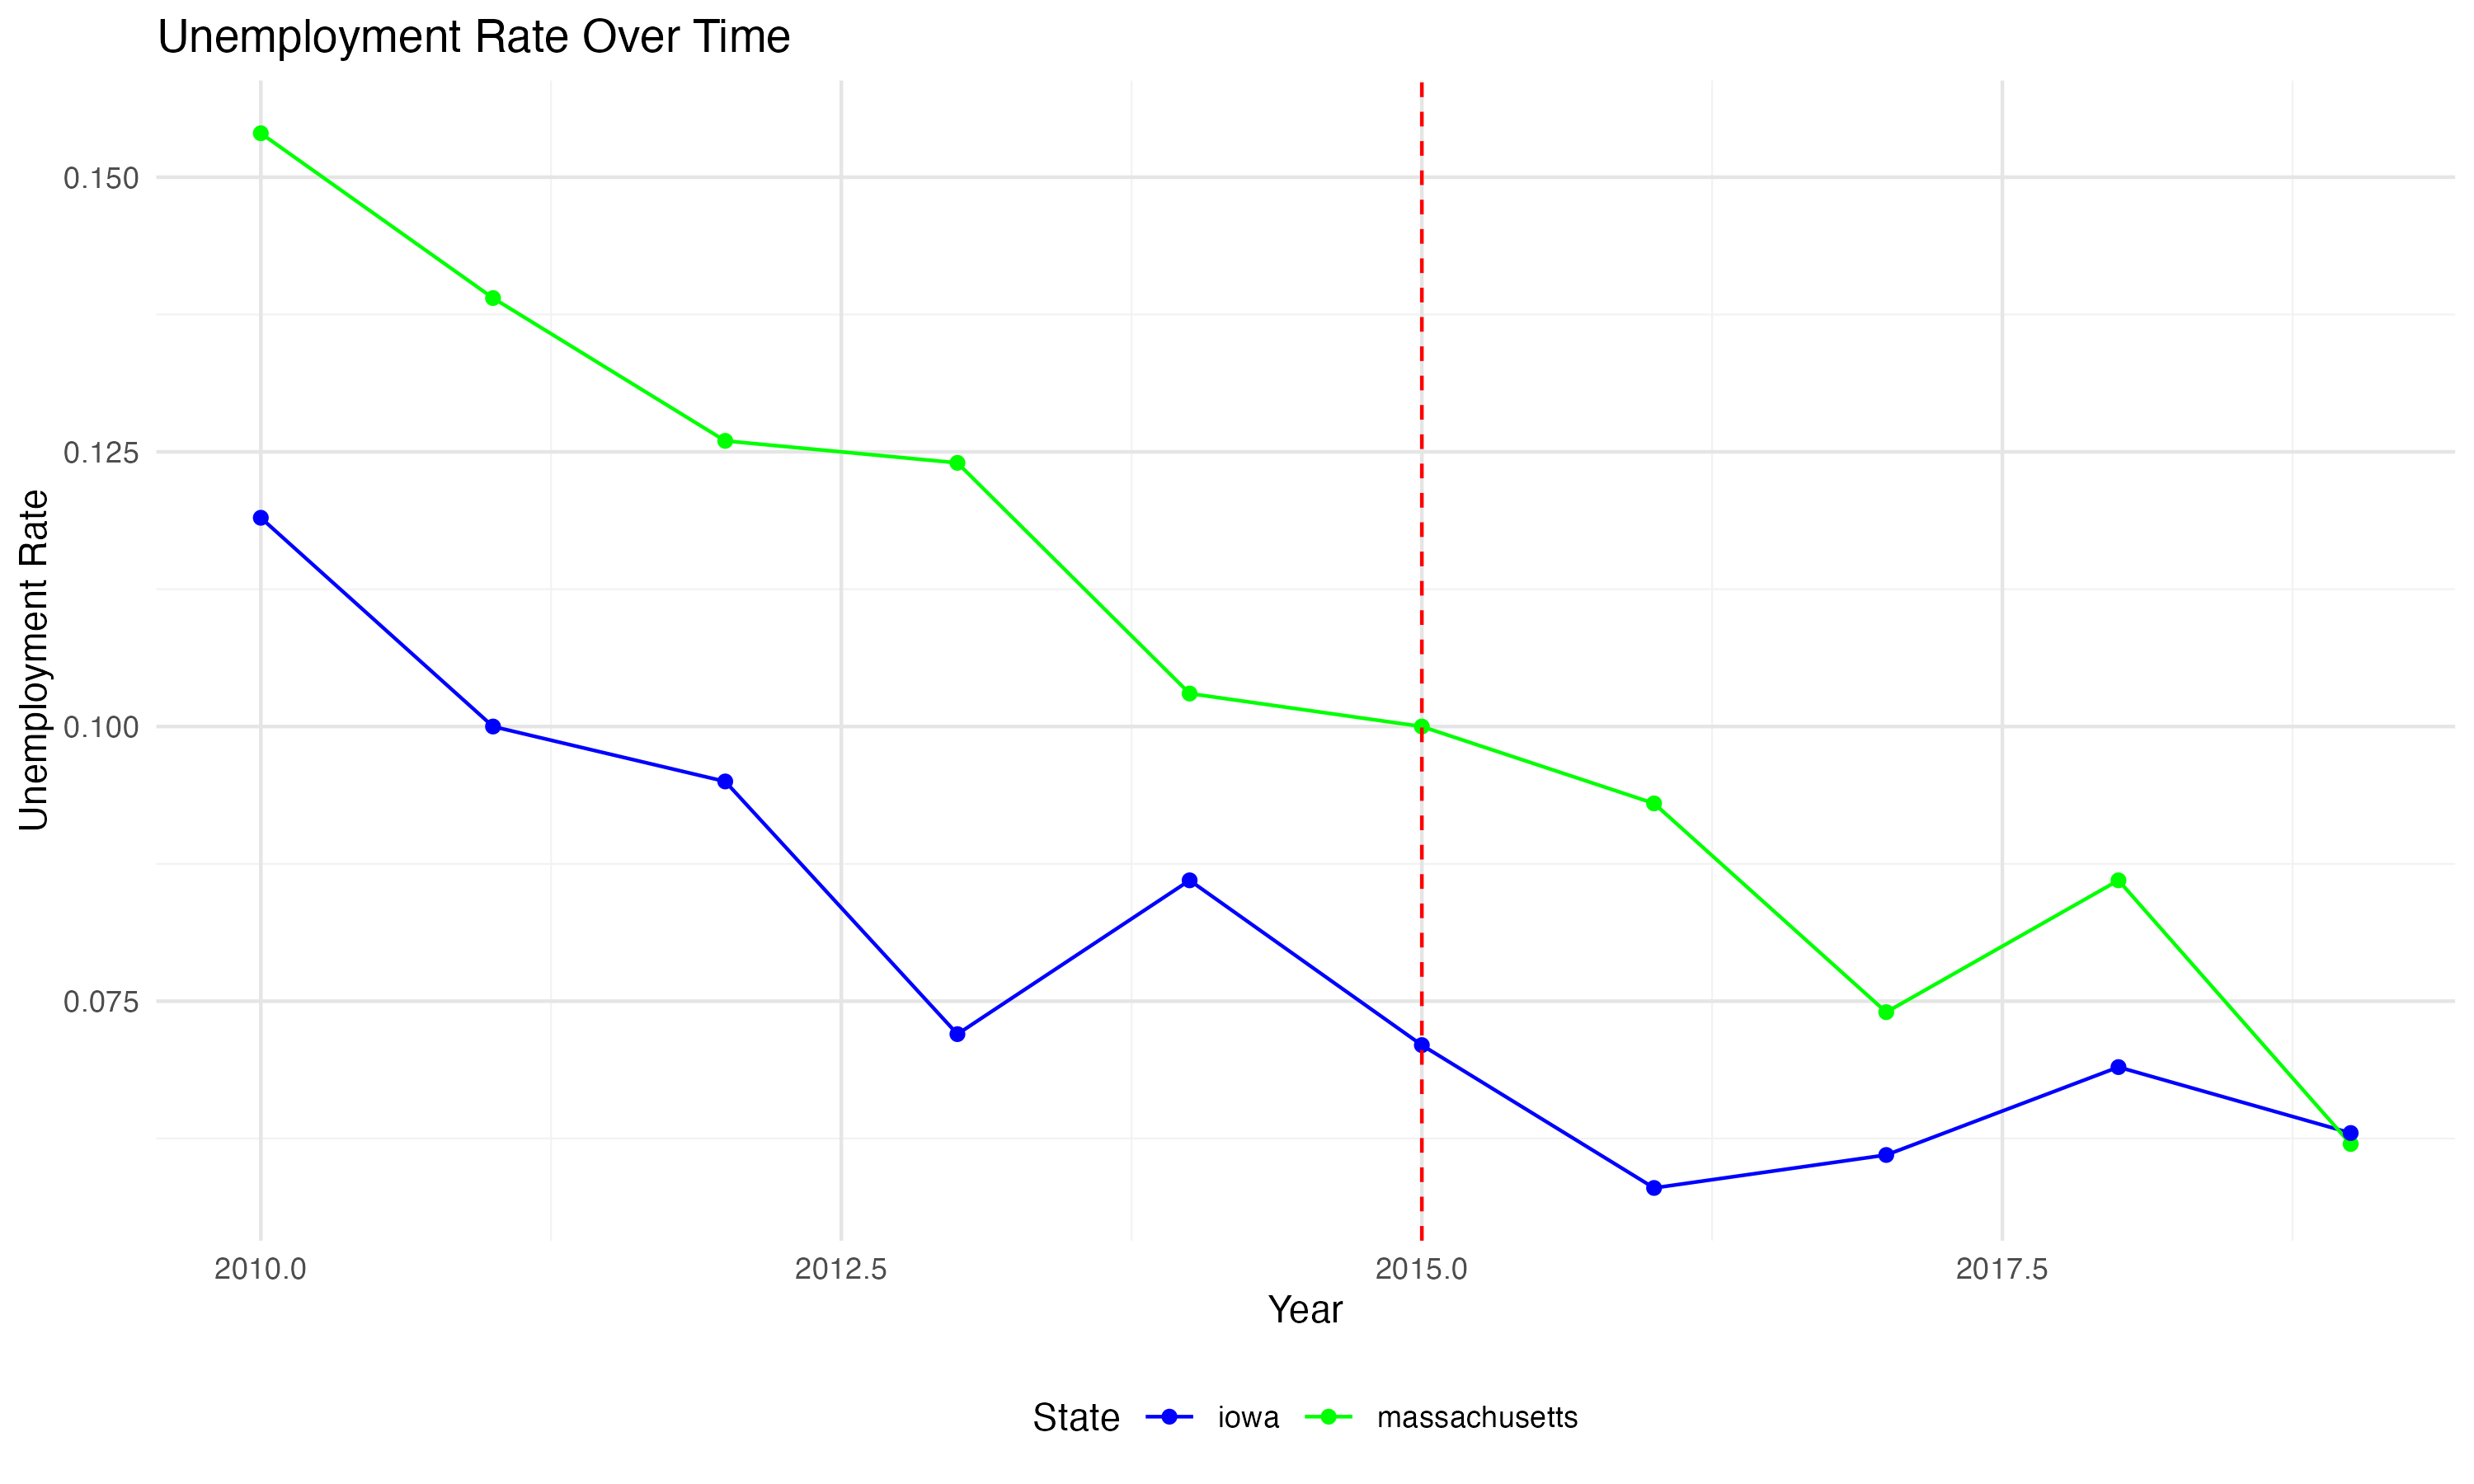 Unemployment Rate Over Time
Unemployment Rate
0.150
0.125
0.100
0.075
2010.0 2012.5 2015.0 2017.5
Year
State iowa massachusetts